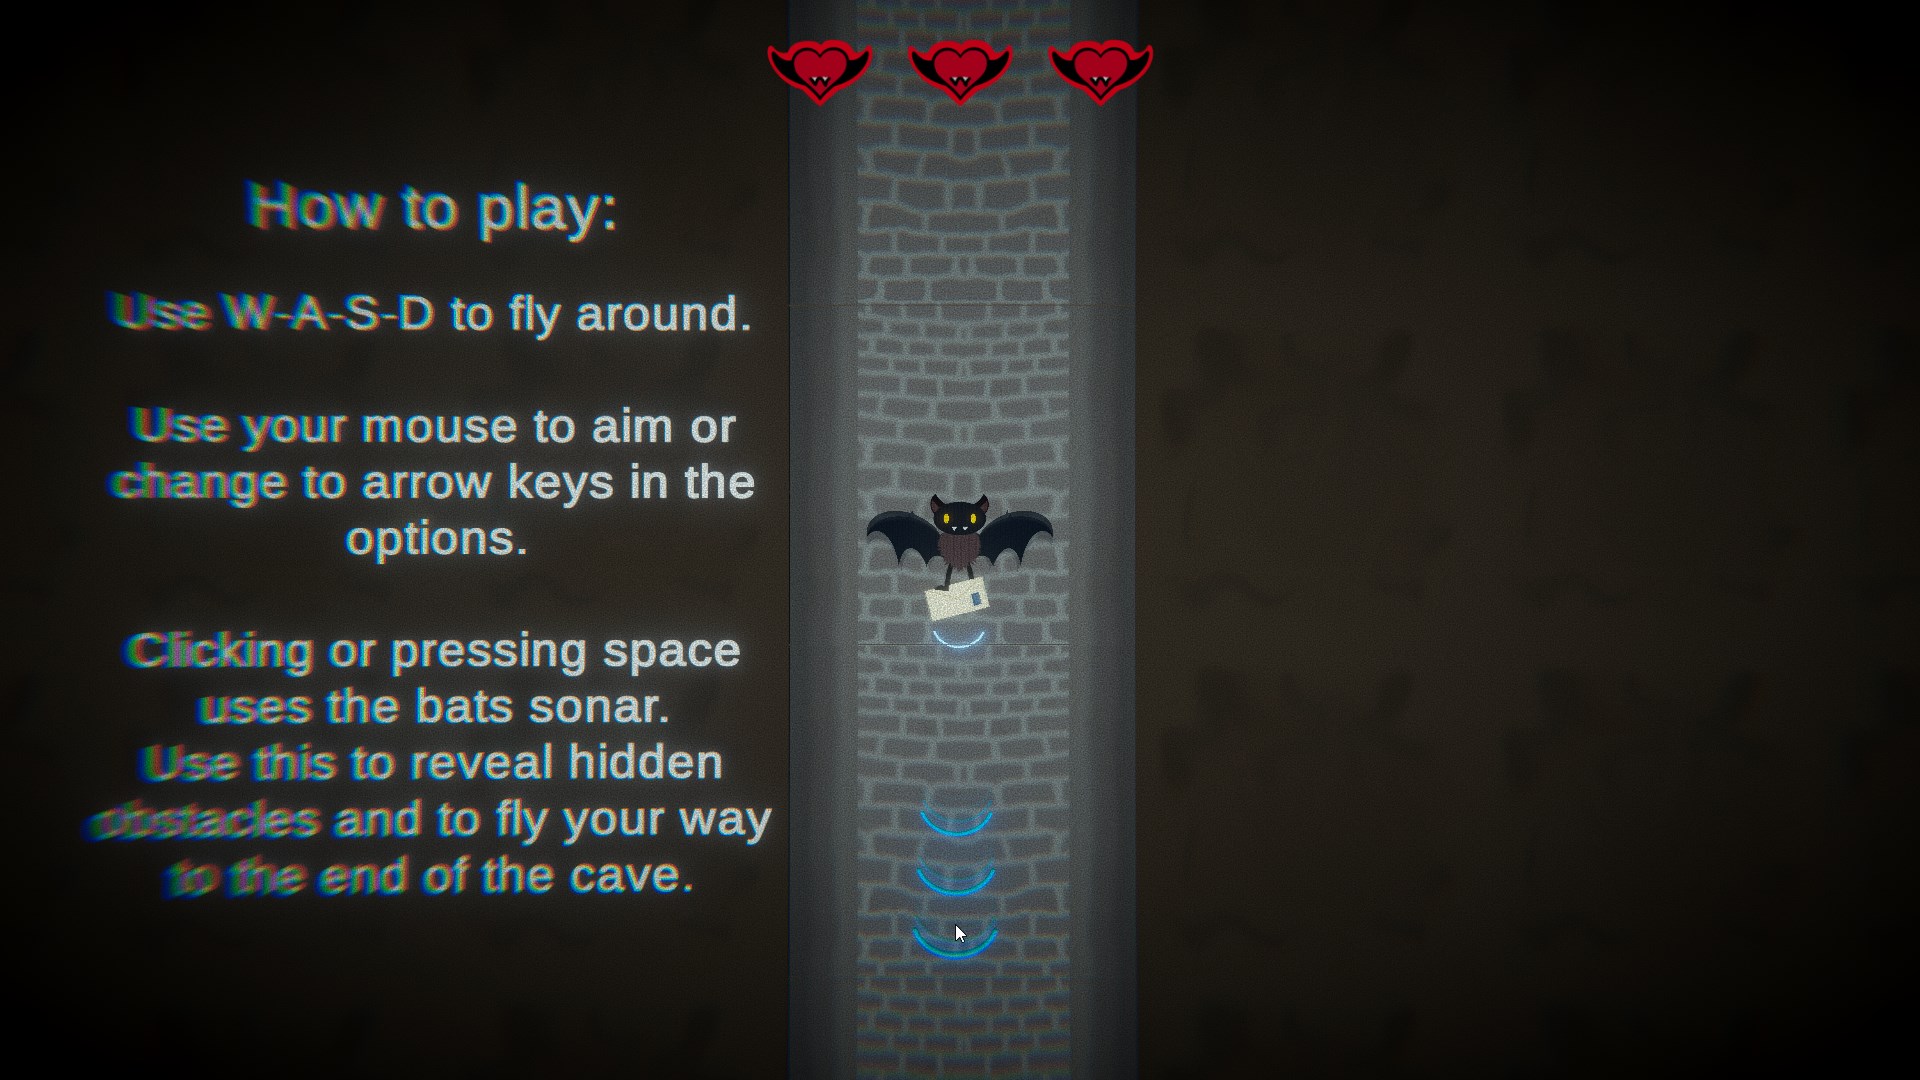 How to play:
Use W-A-S-D to fly around.
Use your mouse to aim or
change to arrow keys in the
options.
Clicking or pressing space
uses the bats sonar.
Use this to reveal hidden
obstacles and to fly your way
to the end of the cave.